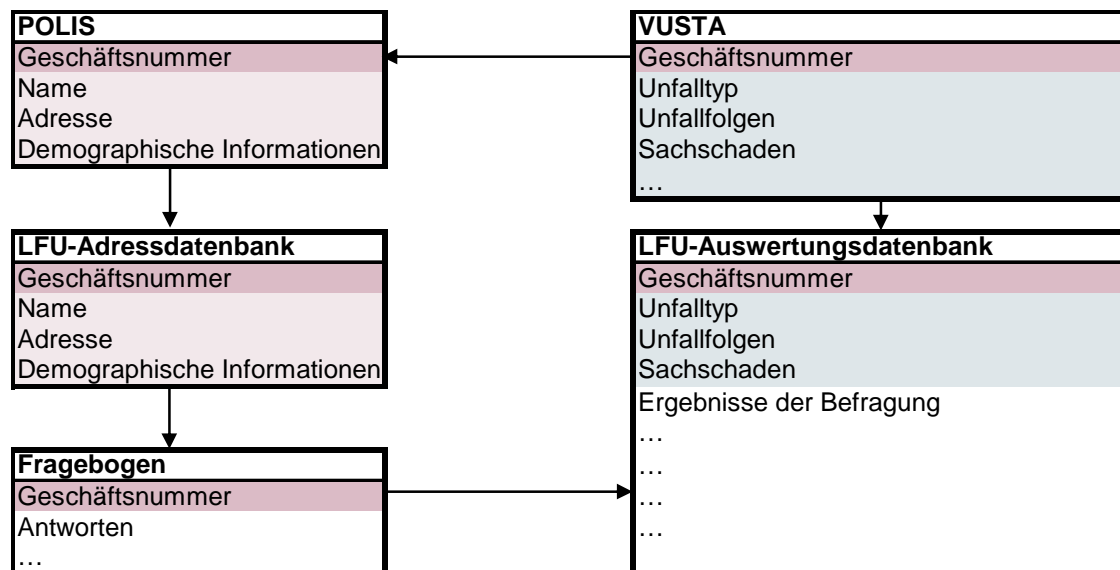 POLIS
Geschäftsnummer
Name
Adresse
Demographische Informationen
VUSTA
Geschäftsnummer
Unfalltyp
Unfallfolgen
Sachschaden
…
LFU-Adressdatenbank
Geschäftsnummer
Name
Adresse
Demographische Informationen
LFU-Auswertungsdatenbank
Geschäftsnummer
Unfalltyp
Unfallfolgen
Sachschaden
Ergebnisse der Befragung
…
…
…
…
Fragebogen
Geschäftsnummer
Antworten
…